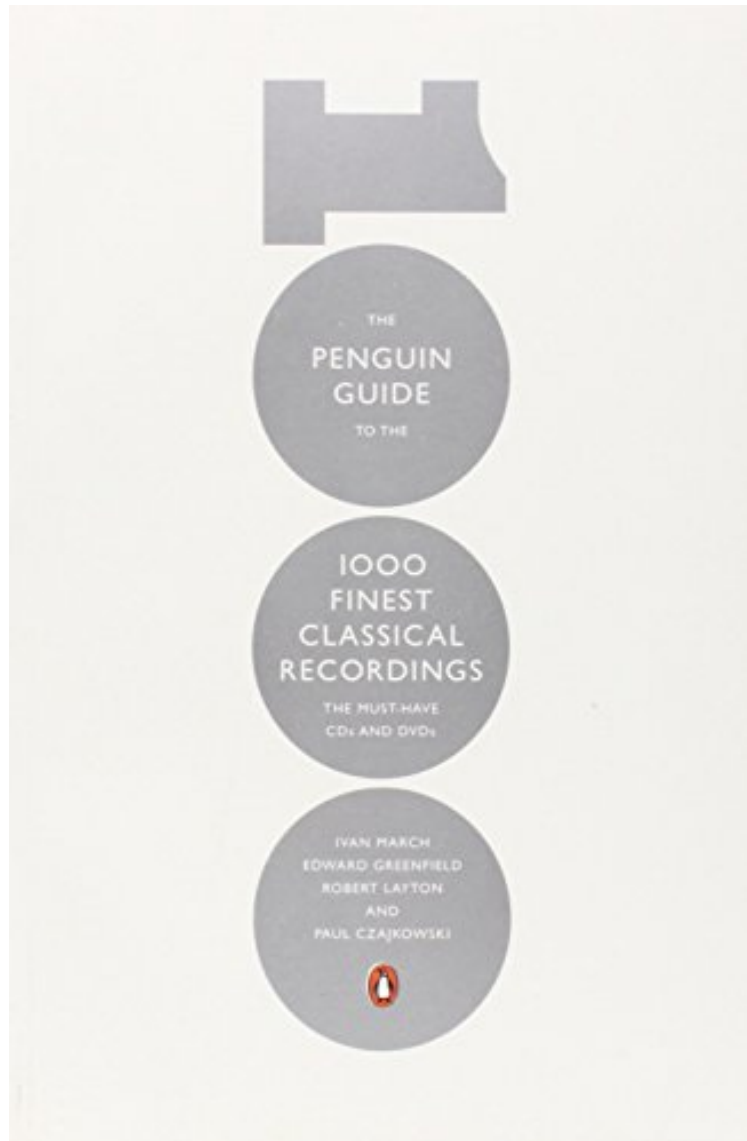 THE
PENGUIN
GUIDE
TO THE
1000
FINEST
CLASSICAL
RECORDINGS
THE MUST-HAVE
CDs AND DVDs
IVAN MARCH
EDWARD GREENFIELD
ROBERT LAYTON
AND
PAUL CZAJKOWSKI